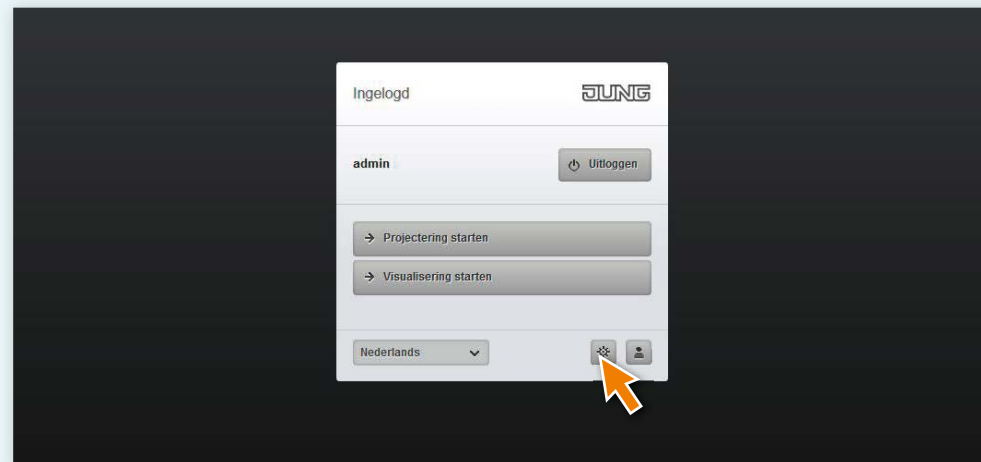 Ingelogd
JUNG
admin
Uitloggen
Projectering starten
Visualisering starten
Nederlands